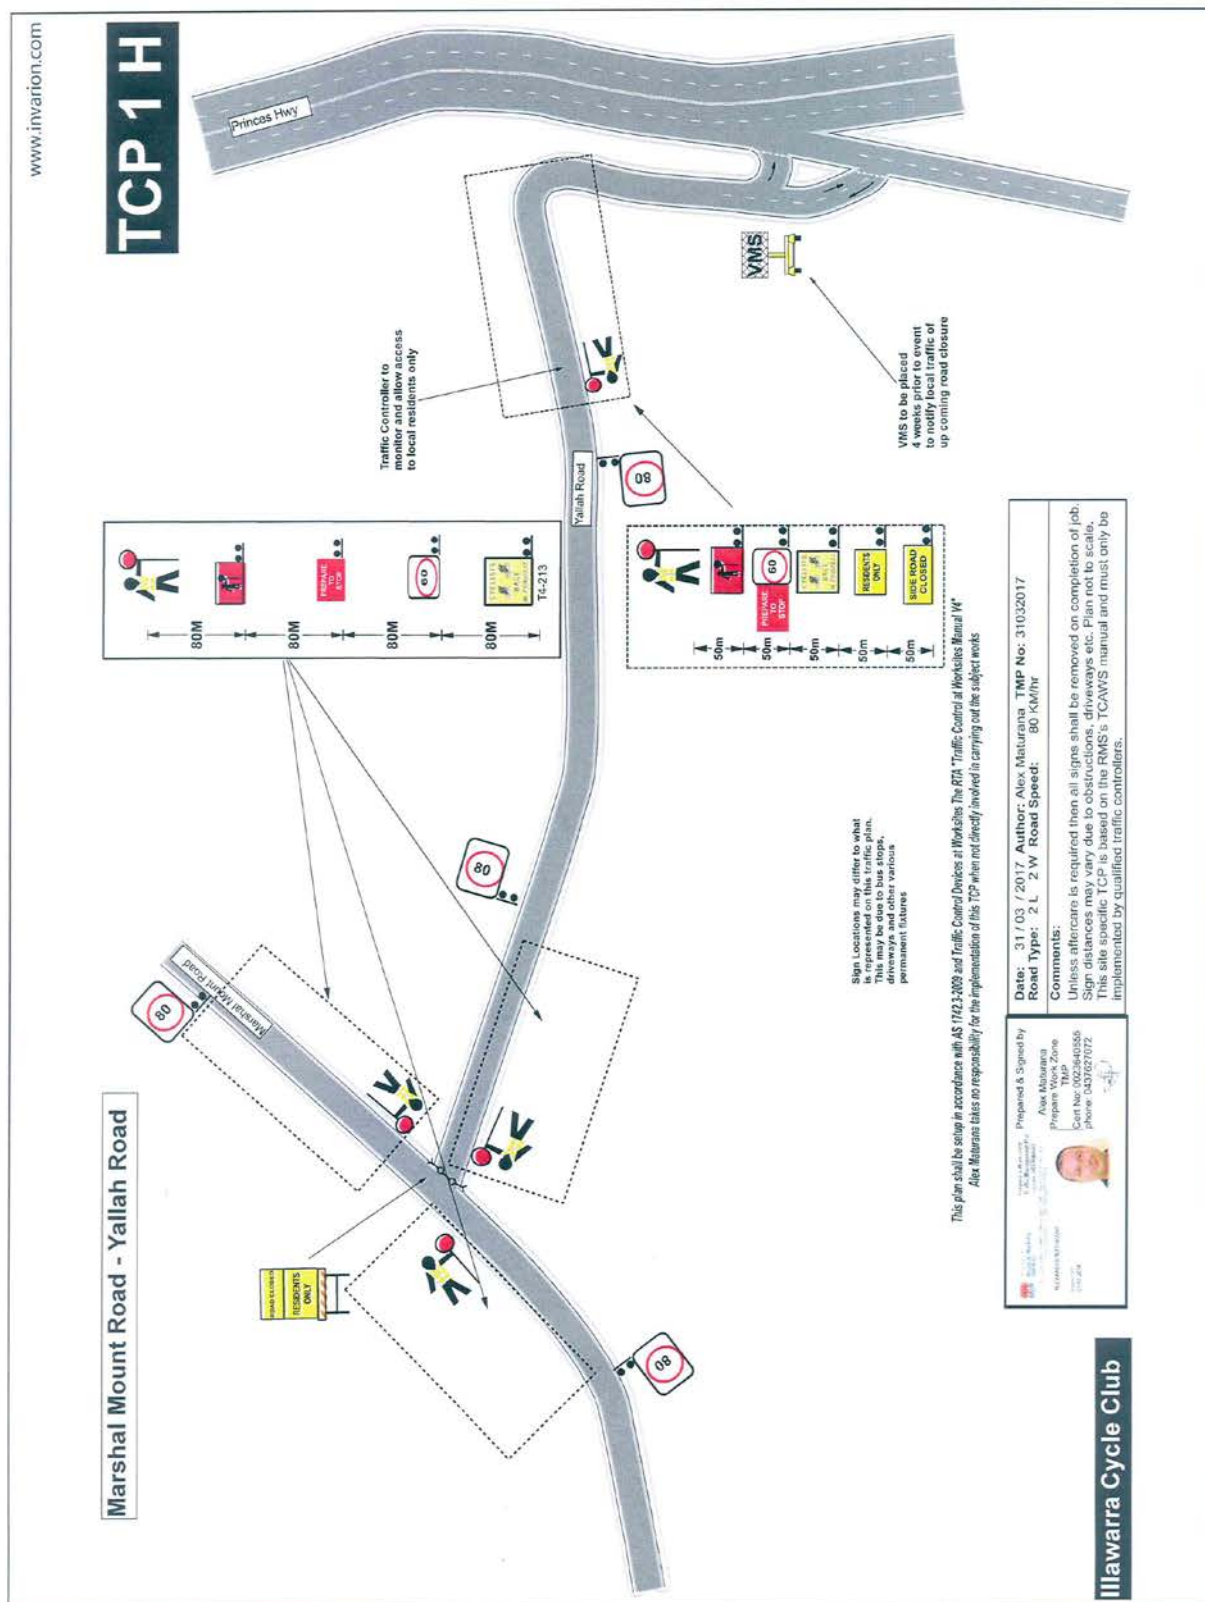 www.invarion.com
TCP 1 H
Marshal Mount Road - Yallah Road
Princes Hwy
Traffic Controller to
monitor and allow access
to local residents only
VMS
VMS to be placed
4 weeks prior to event
to notify local traffic of
up coming road closure
Yallah Road
80
80
Marshal Mount Road
80
80
80M
80M
80M
80M
PREPARE
TO
STOP
60
T4-213
50m
50m
50m
50m
50m
PREPARE
TO
STOP
60
RESIDENTS
ONLY
SIDE ROAD
CLOSED
ROAD CLOSED
RESIDENTS
ONLY
Sign Locations may differ to what
is represented on this traffic plan.
This may be due to bus stops,
driveways and other various
permanent fixtures
This plan shall be setup in accordance with AS 1742.3-2009 and Traffic Control Devices at Worksites The RTA "Traffic Control at Worksites Manual V4"
Alex Maturana takes no responsibility for the implementation of this TCP when not directly involved in carrying out the subject works
Prepared & Signed by
Alex Maturana
Prepare Work Zone
TMP
Cert No: 0023640555
phone: 0437627072
Date: 31 / 03 / 2017 Author: Alex Maturana TMP No: 31032017
Road Type: 2 L 2 W Road Speed: 80 KM/hr
Comments:
Unless aftercare is required then all signs shall be removed on completion of job.
Sign distances may vary due to obstructions, driveways etc. Plan not to scale.
This site specific TCP is based on the RMS's TCAWS manual and must only be
implemented by qualified traffic controllers.
Illawarra Cycle Club